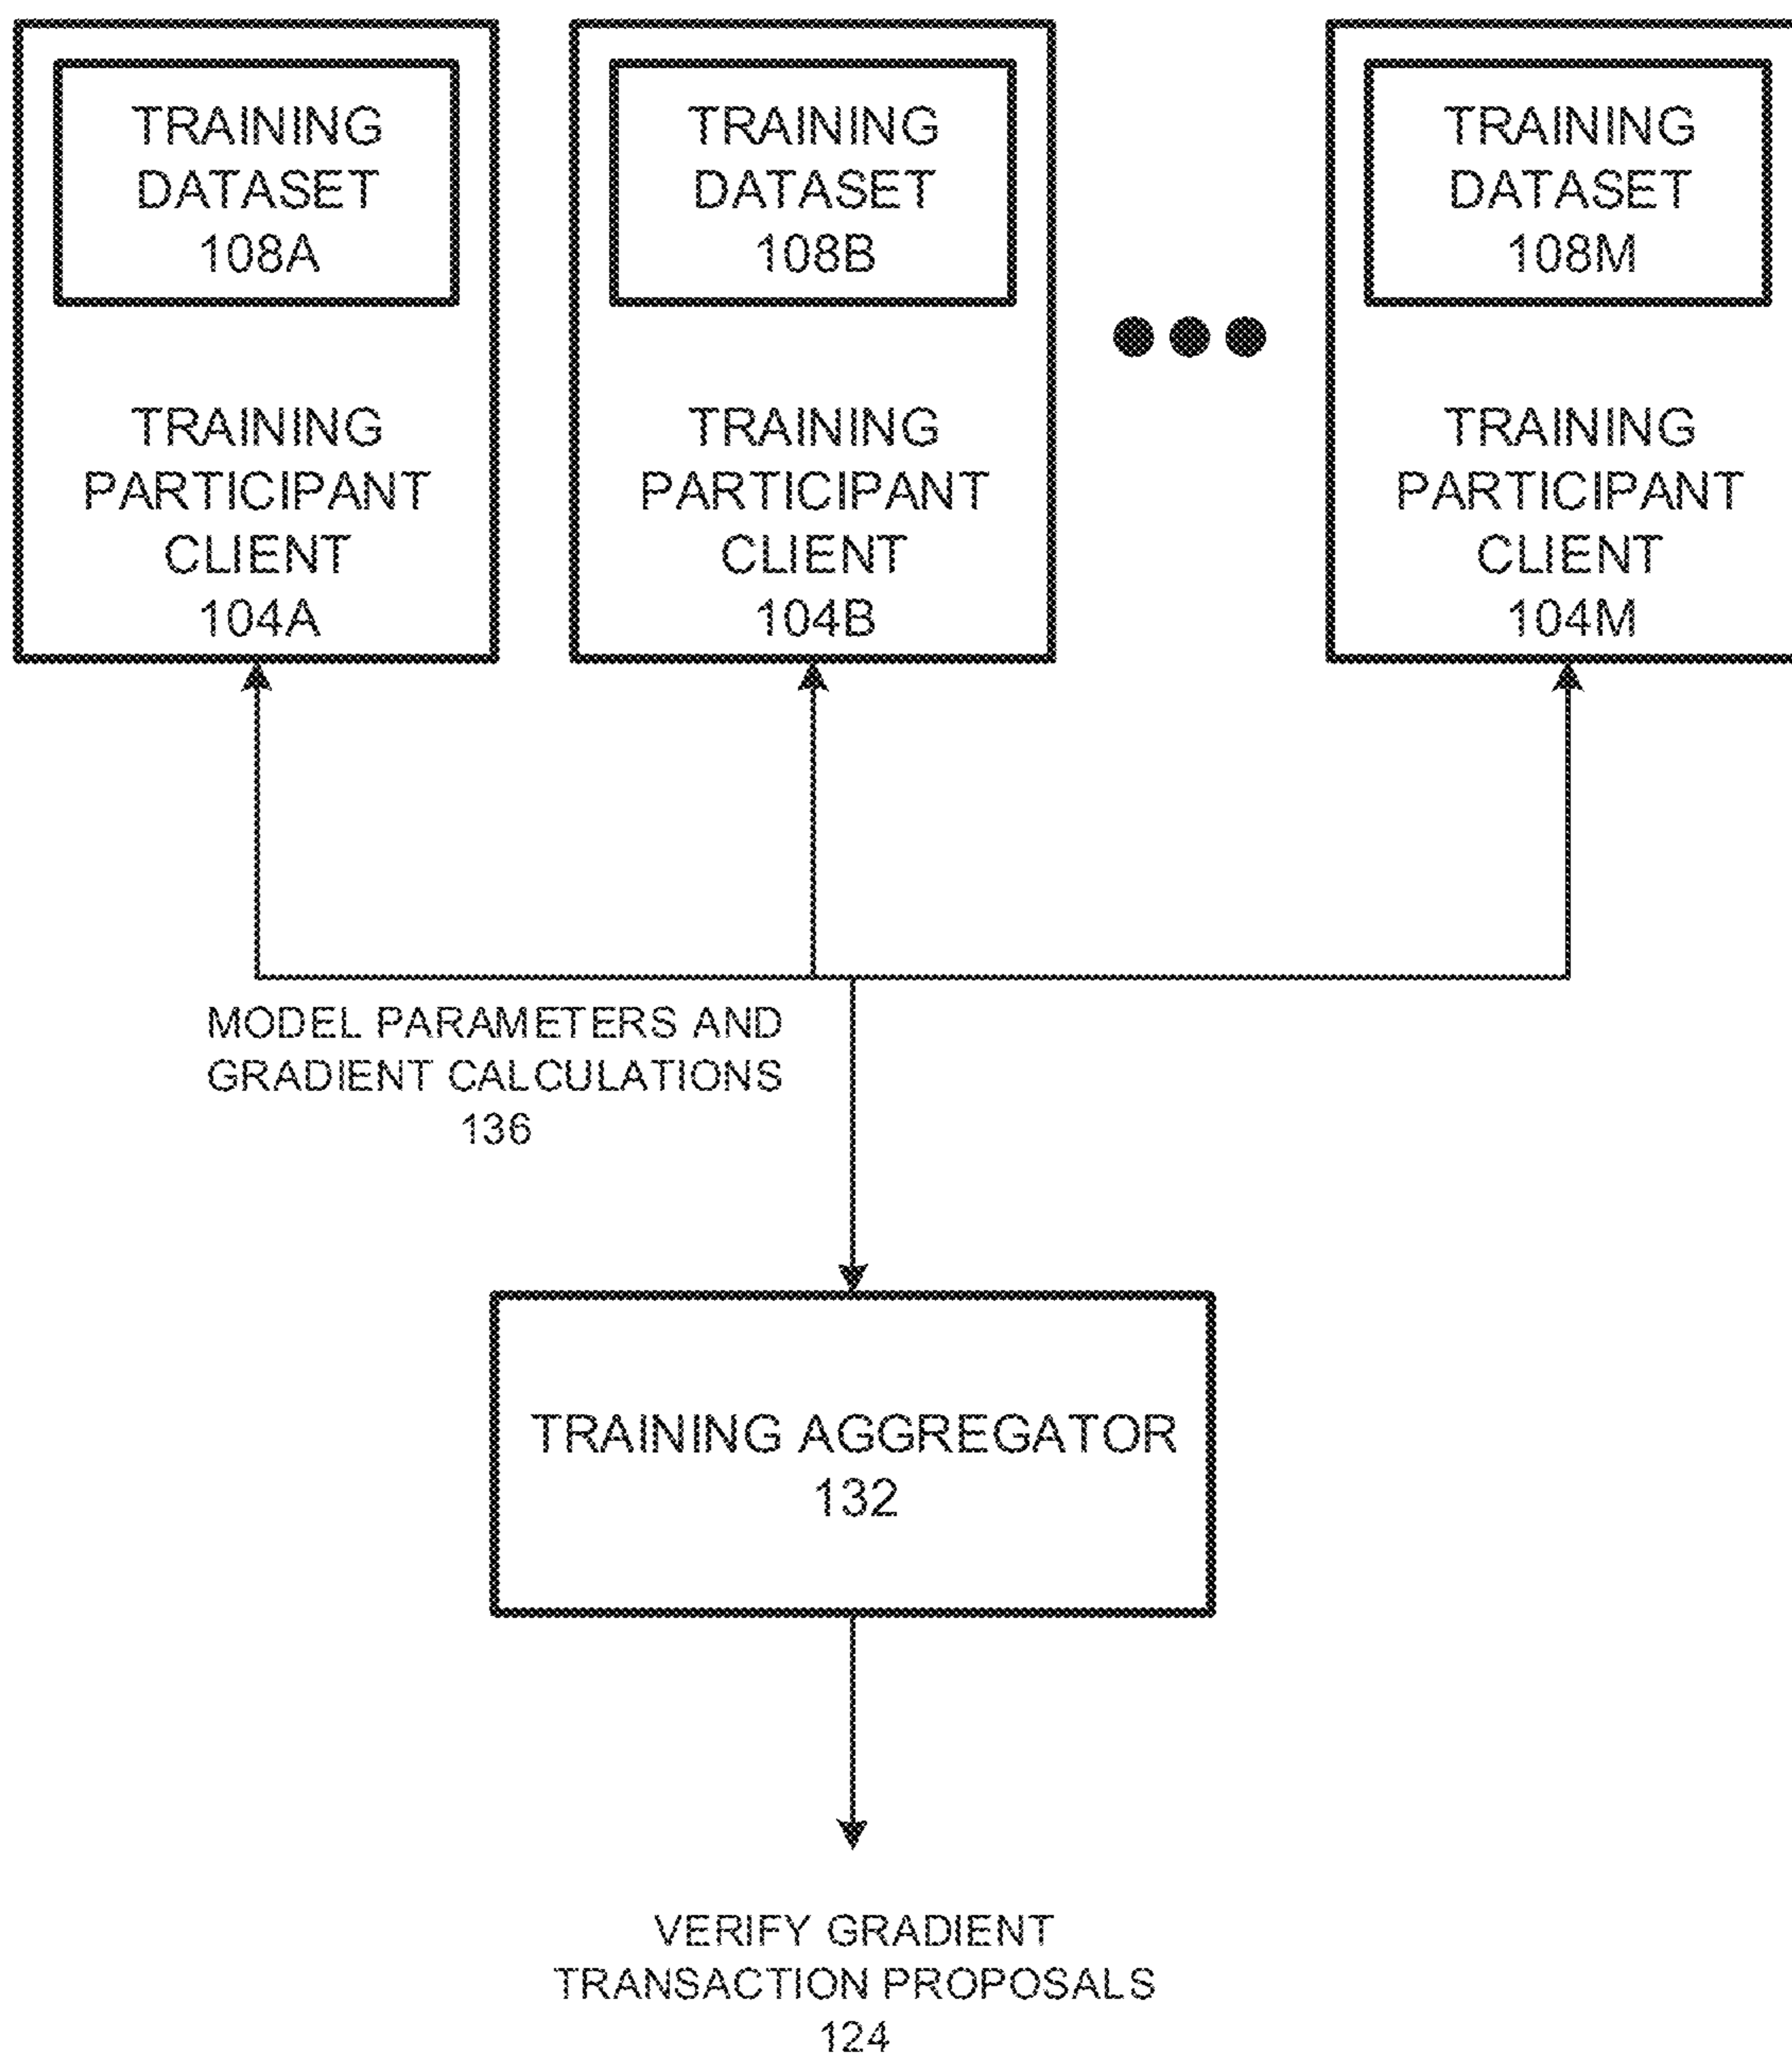 TRAINING
DATASET
108A
TRAINING
PARTICIPANT
CLIENT
104A
TRAINING
DATASET
108B
TRAINING
PARTICIPANT
CLIENT
104B
TRAINING
DATASET
108M
TRAINING
PARTICIPANT
CLIENT
104M
MODEL PARAMETERS AND
GRADIENT CALCULATIONS
136
TRAINING AGGREGATOR
132
VERIFY GRADIENT
TRANSACTION PROPOSALS
124